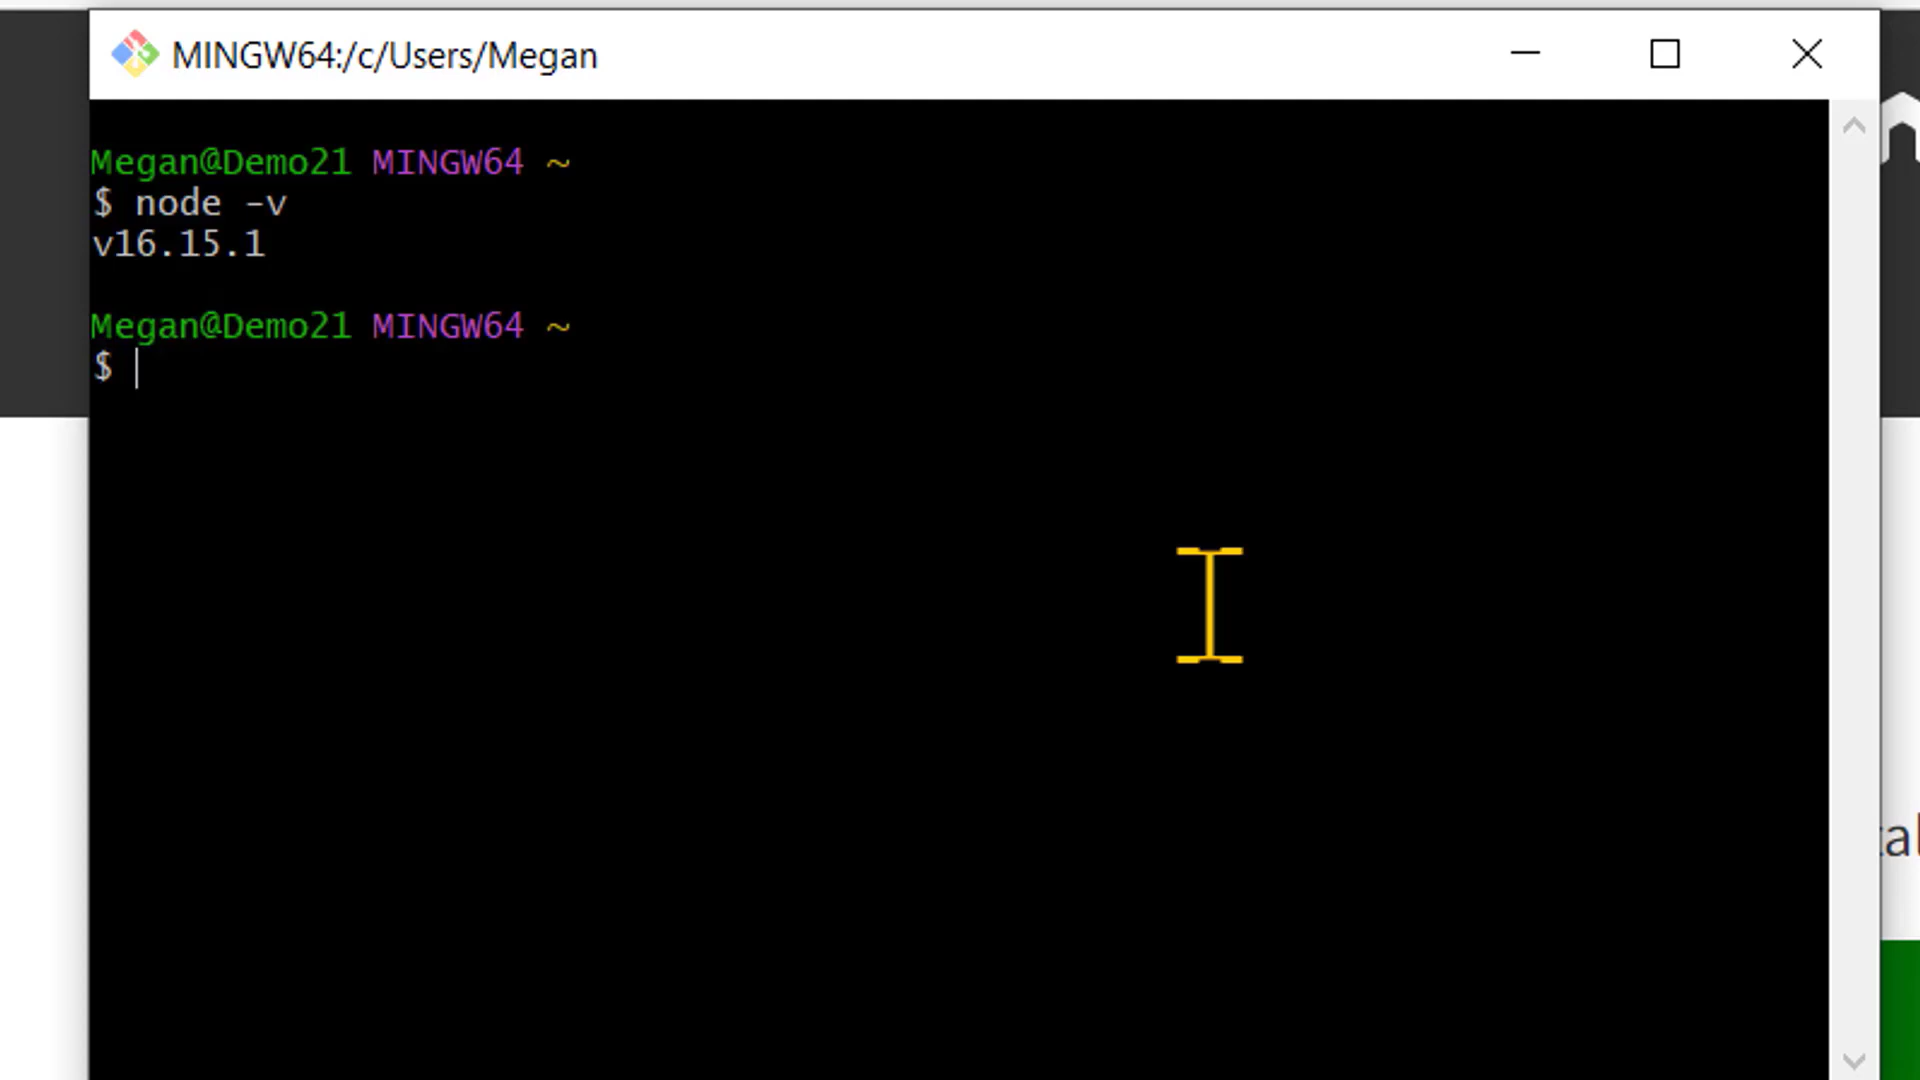 MINGW64:/c/Users/Megan
Megan@Demo21 MINGW64 ~
$ node -v
v16.15.1
Megan@Demo21 MINGW64 ~
$